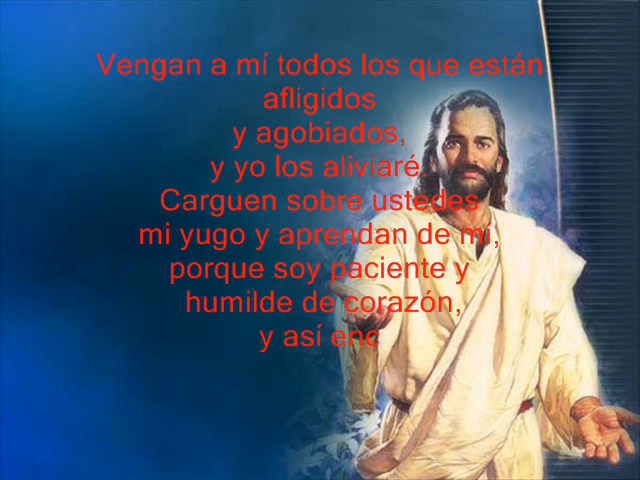 Vengan a mí todos los que están
afligidos
y agobiados,
y yo los aliviaré.
Carguen sobre ustedes
mi yugo y aprendan de mí,
porque soy paciente y
humilde de corazón,
y así enc